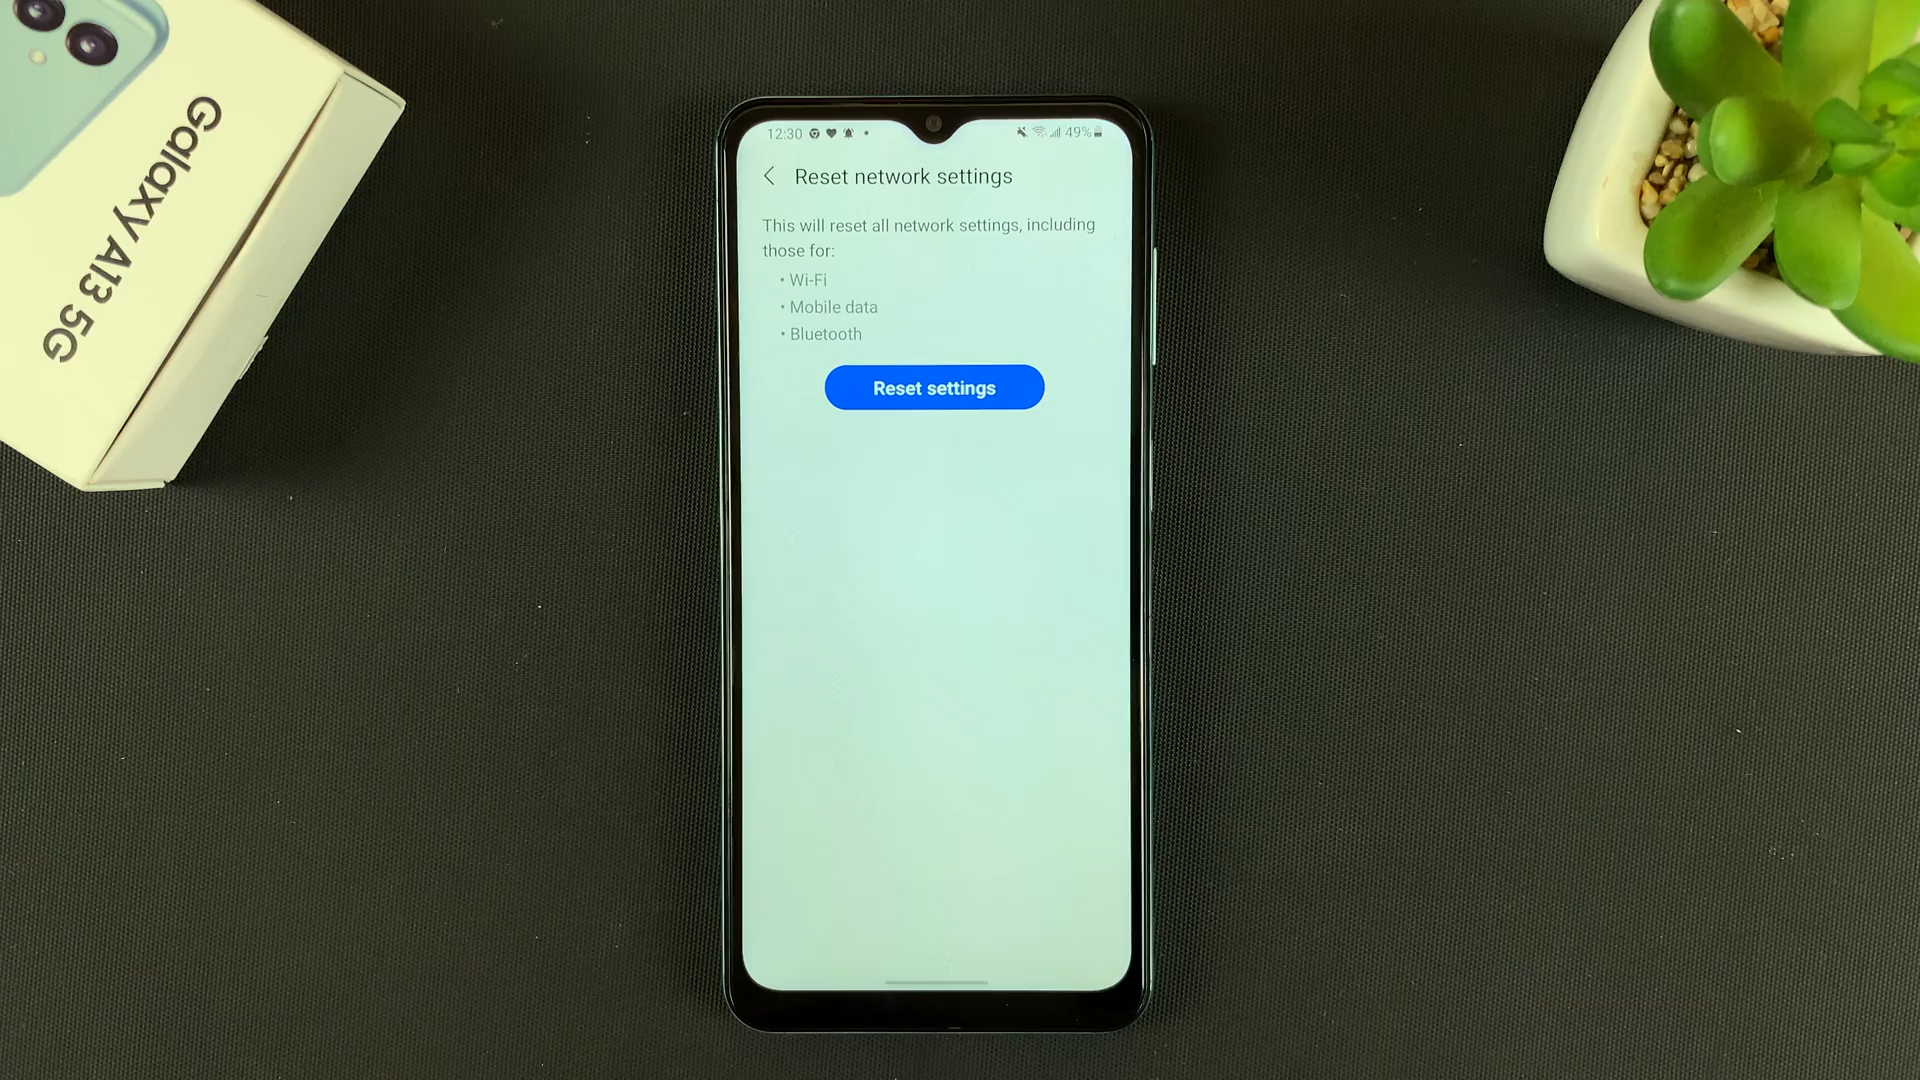 Galaxy A13 5G
12:30
49%
Reset network settings
This will reset all network settings, including
those for:
• Wi-Fi
• Mobile data
• Bluetooth
Reset settings